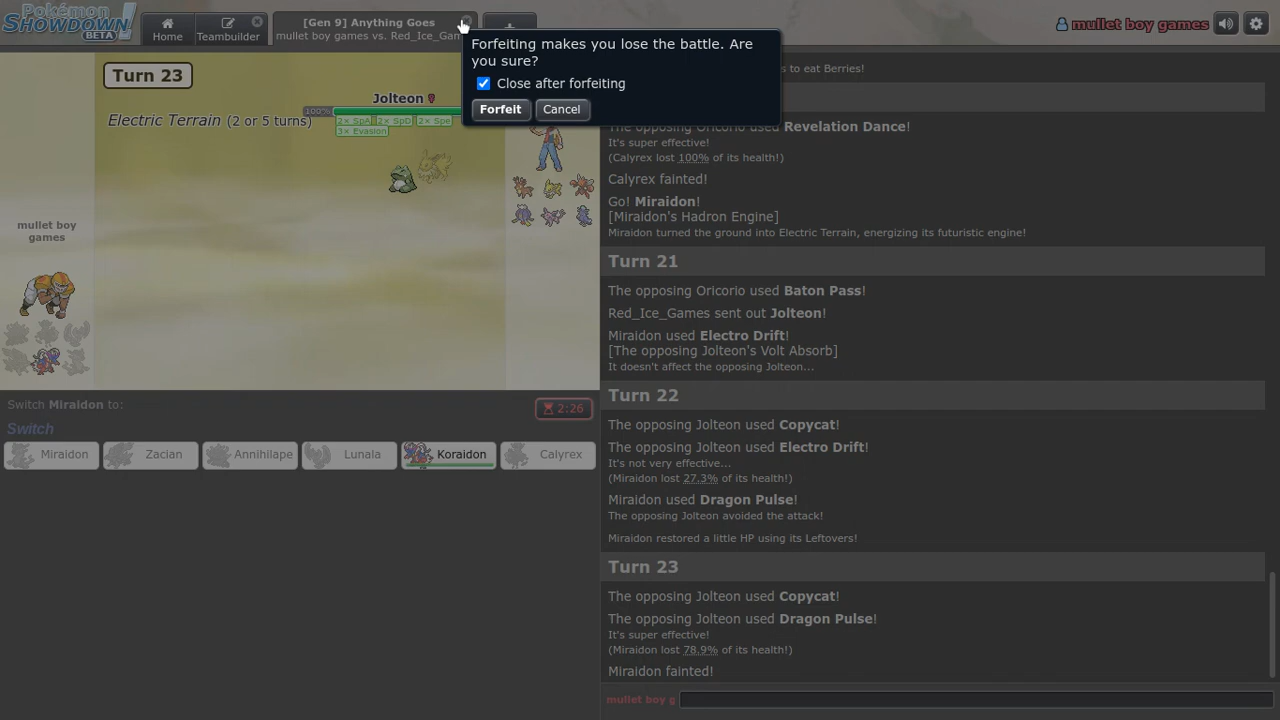 Pokémon
SHOWDOWN!
BETA!
Home
Teambuilder
[Gen 9] Anything Goes
mullet boy games vs. Red_Ice_Gam
+
mullet boy games
Forfeiting makes you lose the battle. Are
you sure?
Close after forfeiting
Forfeit
Cancel
Turn 23
Electric Terrain (2 or 5 turns)
Jolteon
100%
2× SpA 2× SpD 2× Spe
3× Evasion
mullet boy
games
Switch Miraidon to:
2:26
Switch
Miraidon
Zacian
Annihilape
Lunala
Koraidon
Calyrex
s to eat Berries!
The opposing Oricorio used Revelation Dance!
It's super effective!
(Calyrex lost 100% of its health!)
Calyrex fainted!
Go! Miraidon!
[Miraidon's Hadron Engine]
Miraidon turned the ground into Electric Terrain, energizing its futuristic engine!
Turn 21
The opposing Oricorio used Baton Pass!
Red_Ice_Games sent out Jolteon!
Miraidon used Electro Drift!
[The opposing Jolteon's Volt Absorb]
It doesn't affect the opposing Jolteon...
Turn 22
The opposing Jolteon used Copycat!
The opposing Jolteon used Electro Drift!
It's not very effective...
(Miraidon lost 27.3% of its health!)
Miraidon used Dragon Pulse!
The opposing Jolteon avoided the attack!
Miraidon restored a little HP using its Leftovers!
Turn 23
The opposing Jolteon used Copycat!
The opposing Jolteon used Dragon Pulse!
It's super effective!
(Miraidon lost 78.9% of its health!)
Miraidon fainted!
mullet boy g